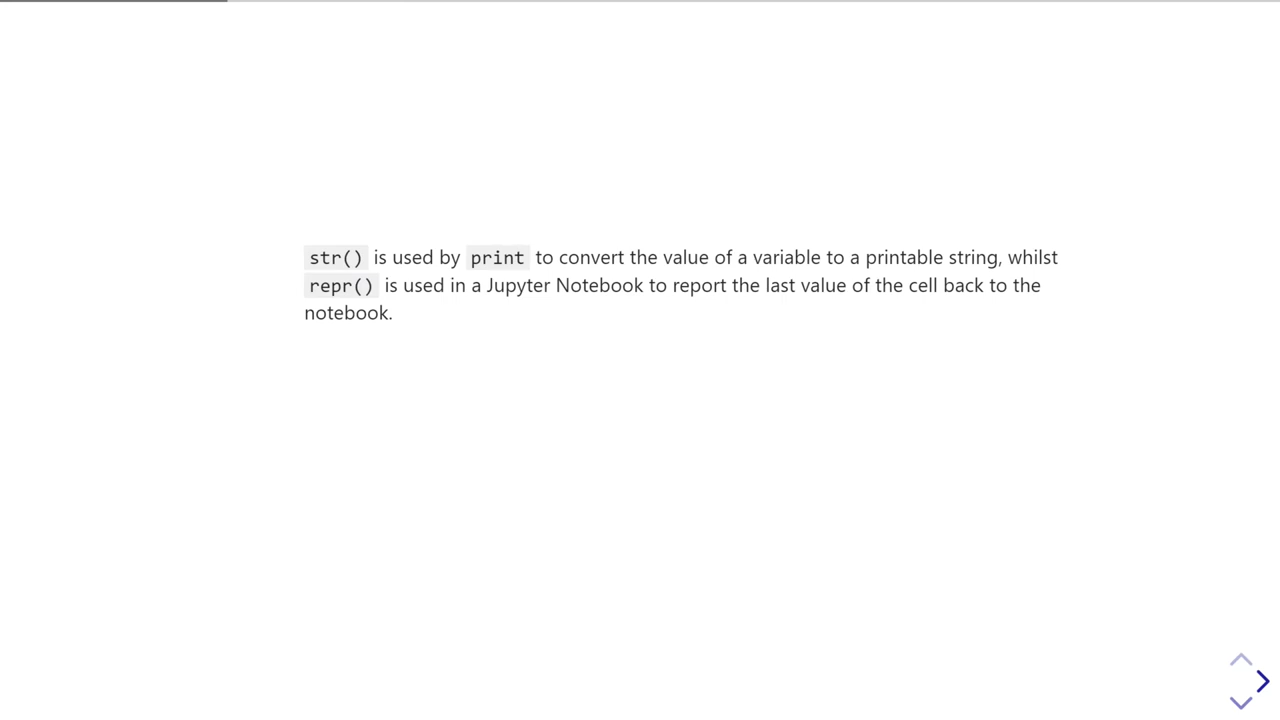 str() is used by print to convert the value of a variable to a printable string, whilst
repr() is used in a Jupyter Notebook to report the last value of the cell back to the
notebook.